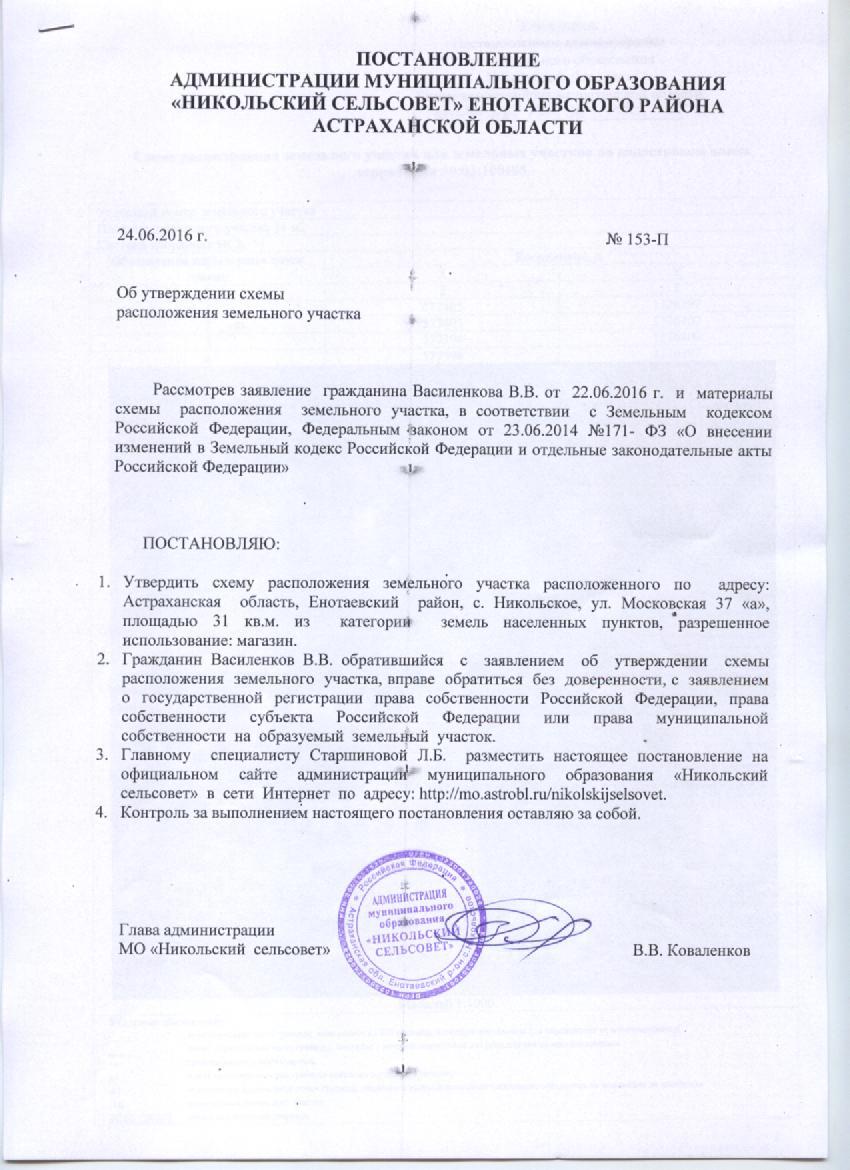 ПОСТАНОВЛЕНИЕ
АДМИНИСТРАЦИИ МУНИЦИПАЛЬНОГО ОБРАЗОВАНИЯ
«НИКОЛЬСКИЙ СЕЛЬСОВЕТ» ЕНОТАЕВСКОГО РАЙОНА
АСТРАХАНСКОЙ ОБЛАСТИ
24.06.2016 г. № 153-П
Об утверждении схемы
расположения земельного участка
Рассмотрев заявление гражданина Василенкова В.В. от 22.06.2016 г. и материалы
схемы расположения земельного участка, в соответствии с Земельным кодексом
Российской Федерации, Федеральным законом от 23.06.2014 №171- ФЗ «О внесении
изменений в Земельный кодекс Российской Федерации и отдельные законодательные акты
Российской Федерации»
ПОСТАНОВЛЯЮ:
1. Утвердить схему расположения земельного участка расположенного по адресу:
Астраханская область, Енотаевский район, с. Никольское, ул. Московская 37 «а»,
площадью 31 кв.м. из категории земель населенных пунктов, разрешенное
использование: магазин.
2. Гражданин Василенков В.В. обратившийся с заявлением об утверждении схемы
расположения земельного участка, вправе обратиться без доверенности, с заявлением
о государственной регистрации права собственности Российской Федерации, права
собственности субъекта Российской Федерации или права муниципальной
собственности на образуемый земельный участок.
3. Главному специалисту Старшиновой Л.Б. разместить настоящее постановление на
официальном сайте администрации муниципального образования «Никольский
сельсовет» в сети Интернет по адресу: http://mo.astrobl.ru/nikolskijselsovet.
4. Контроль за выполнением настоящего постановления оставляю за собой.
Российская Федерация
АДМИНИСТРАЦИЯ
муниципального
образования
«НИКОЛЬСКИЙ
СЕЛЬСОВЕТ»
Астраханская обл. Енотаевский р-он
Глава администрации
МО «Никольский сельсовет» В.В. Коваленков